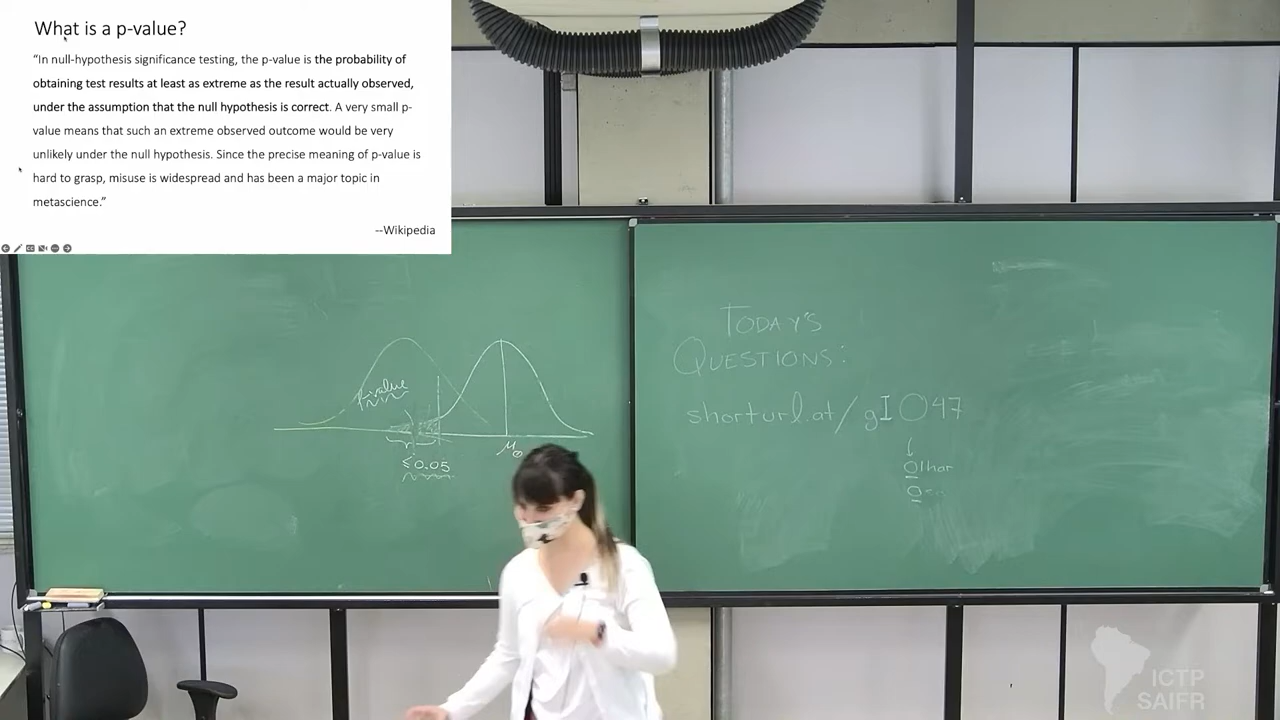 What is a p-value?
“In null-hypothesis significance testing, the p-value is the probability of
obtaining test results at least as extreme as the result actually observed,
under the assumption that the null hypothesis is correct. A very small p-
value means that such an extreme observed outcome would be very
unlikely under the null hypothesis. Since the precise meaning of p-value is
hard to grasp, misuse is widespread and has been a major topic in
metascience.”
--Wikipedia
p-value
≤0.05
μ₀
TODAY'S
QUESTIONS:
shorturl.at/gIO47
Olhar
ICTP
SAIFR